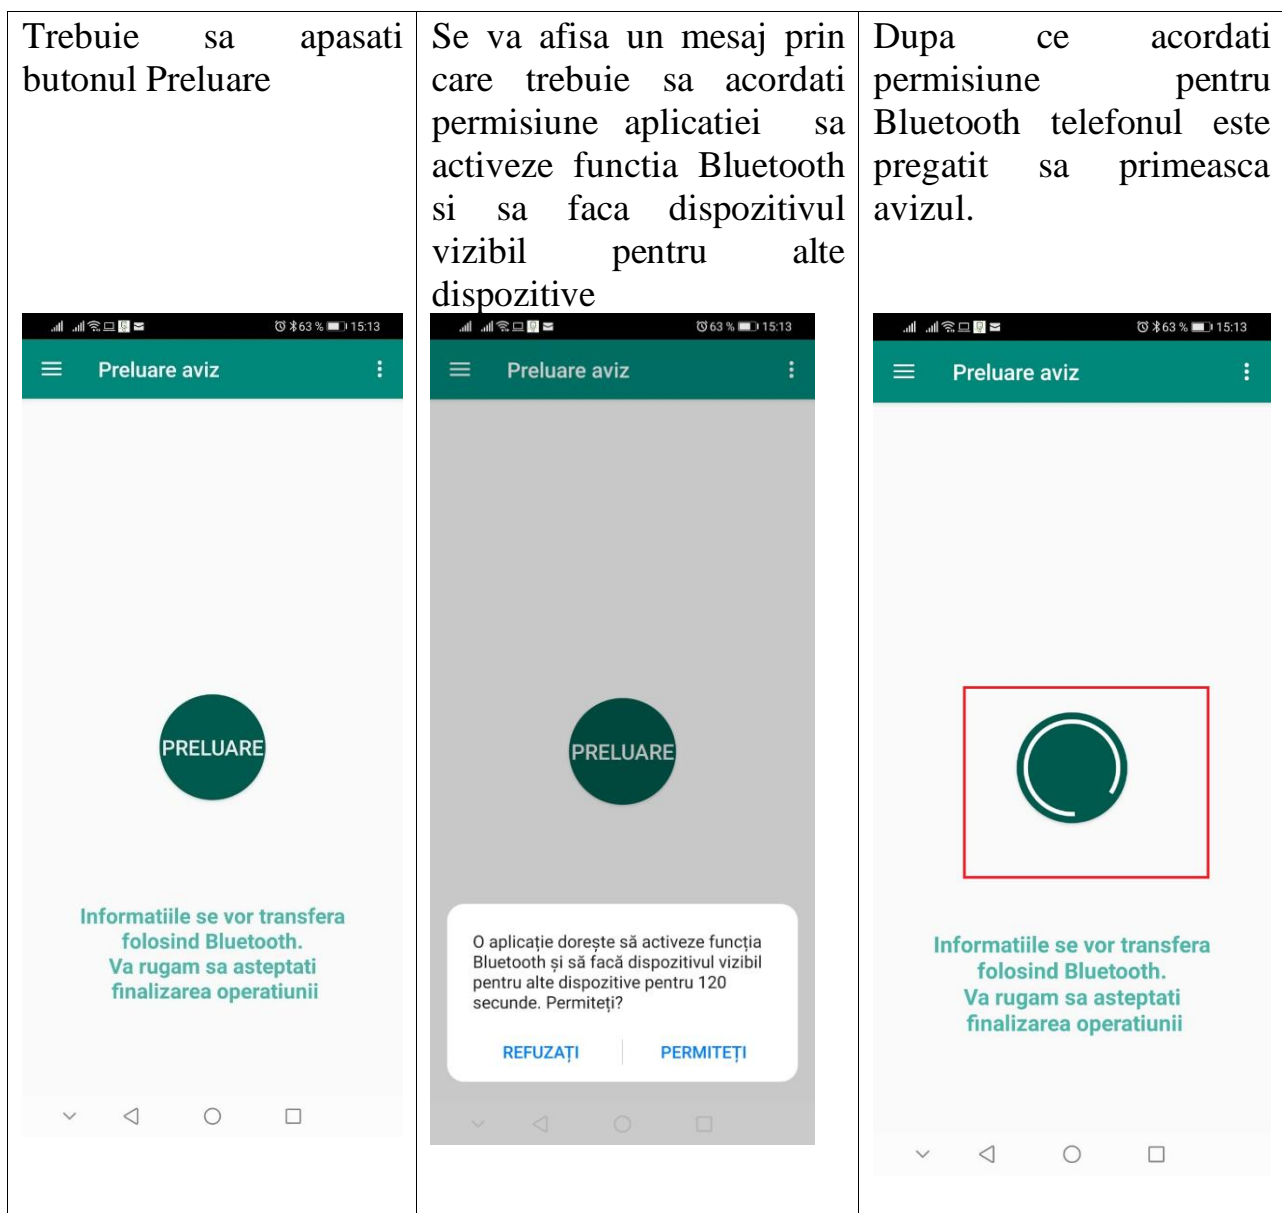 Trebuie sa apasati
butonul Preluare
Se va afisa un mesaj prin
care trebuie sa acordati
permisiune aplicatiei sa
activeze functia Bluetooth
si sa faca dispozitivul
vizibil pentru alte
dispozitive
Dupa ce acordati
permisiune pentru
Bluetooth telefonul este
pregatit sa primeasca
avizul.
63 % 15:13
Preluare aviz
PRELUARE
Informatiile se vor transfera
folosind Bluetooth.
Va rugam sa asteptati
finalizarea operatiunii
63 % 15:13
Preluare aviz
PRELUARE
O aplicație dorește să activeze funcția
Bluetooth și să facă dispozitivul vizibil
pentru alte dispozitive pentru 120
secunde. Permiteți?
REFUZAȚI PERMITEȚI
63 % 15:13
Preluare aviz
Informatiile se vor transfera
folosind Bluetooth.
Va rugam sa asteptati
finalizarea operatiunii